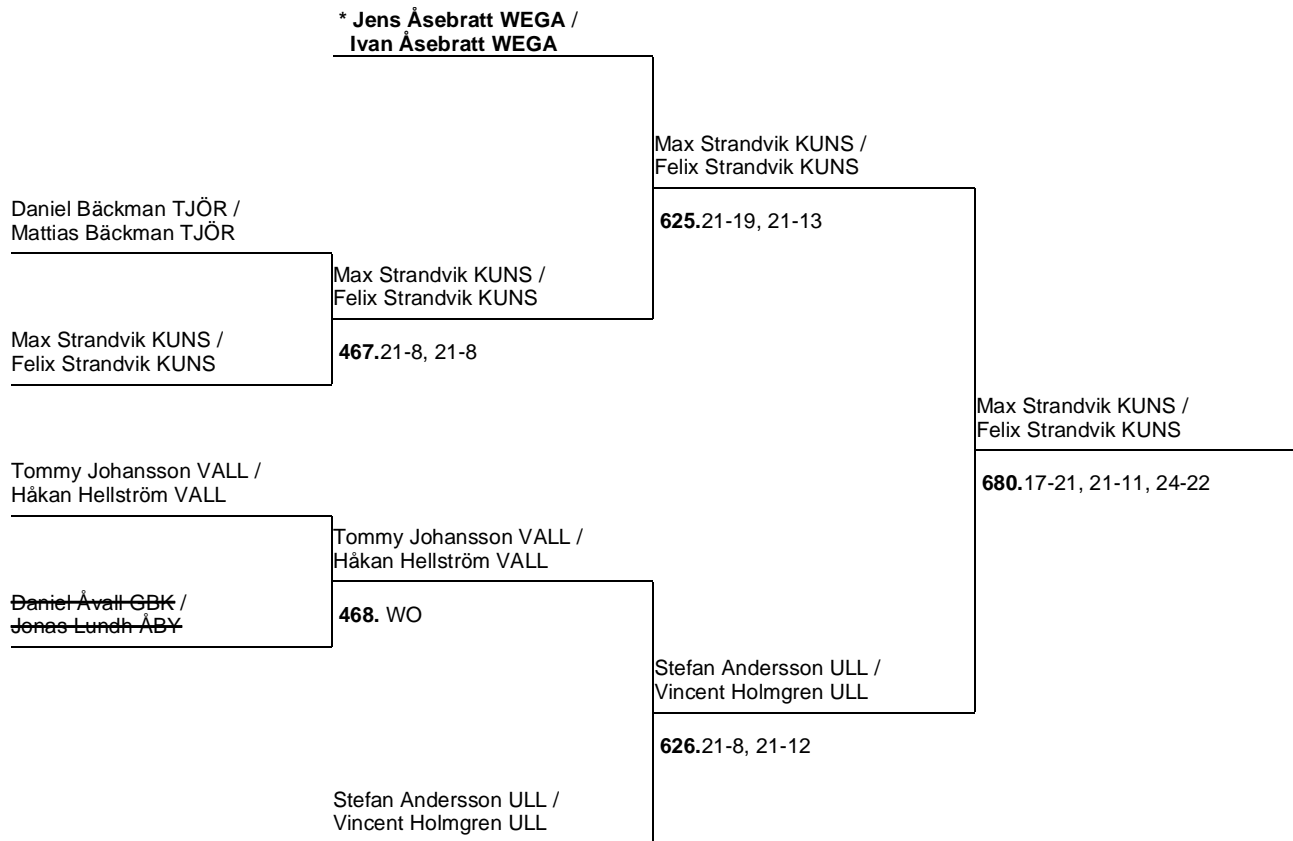 * Jens Åsebratt WEGA /
Ivan Åsebratt WEGA
Max Strandvik KUNS /
Felix Strandvik KUNS
Daniel Bäckman TJÖR /
Mattias Bäckman TJÖR
625.21-19, 21-13
Max Strandvik KUNS /
Felix Strandvik KUNS
Max Strandvik KUNS /
Felix Strandvik KUNS
467.21-8, 21-8
Max Strandvik KUNS /
Felix Strandvik KUNS
Tommy Johansson VALL /
Håkan Hellström VALL
680.17-21, 21-11, 24-22
Tommy Johansson VALL /
Håkan Hellström VALL
Daniel Åvall GBK /
Jonas Lundh ÅBY
468. WO
Stefan Andersson ULL /
Vincent Holmgren ULL
626.21-8, 21-12
Stefan Andersson ULL /
Vincent Holmgren ULL